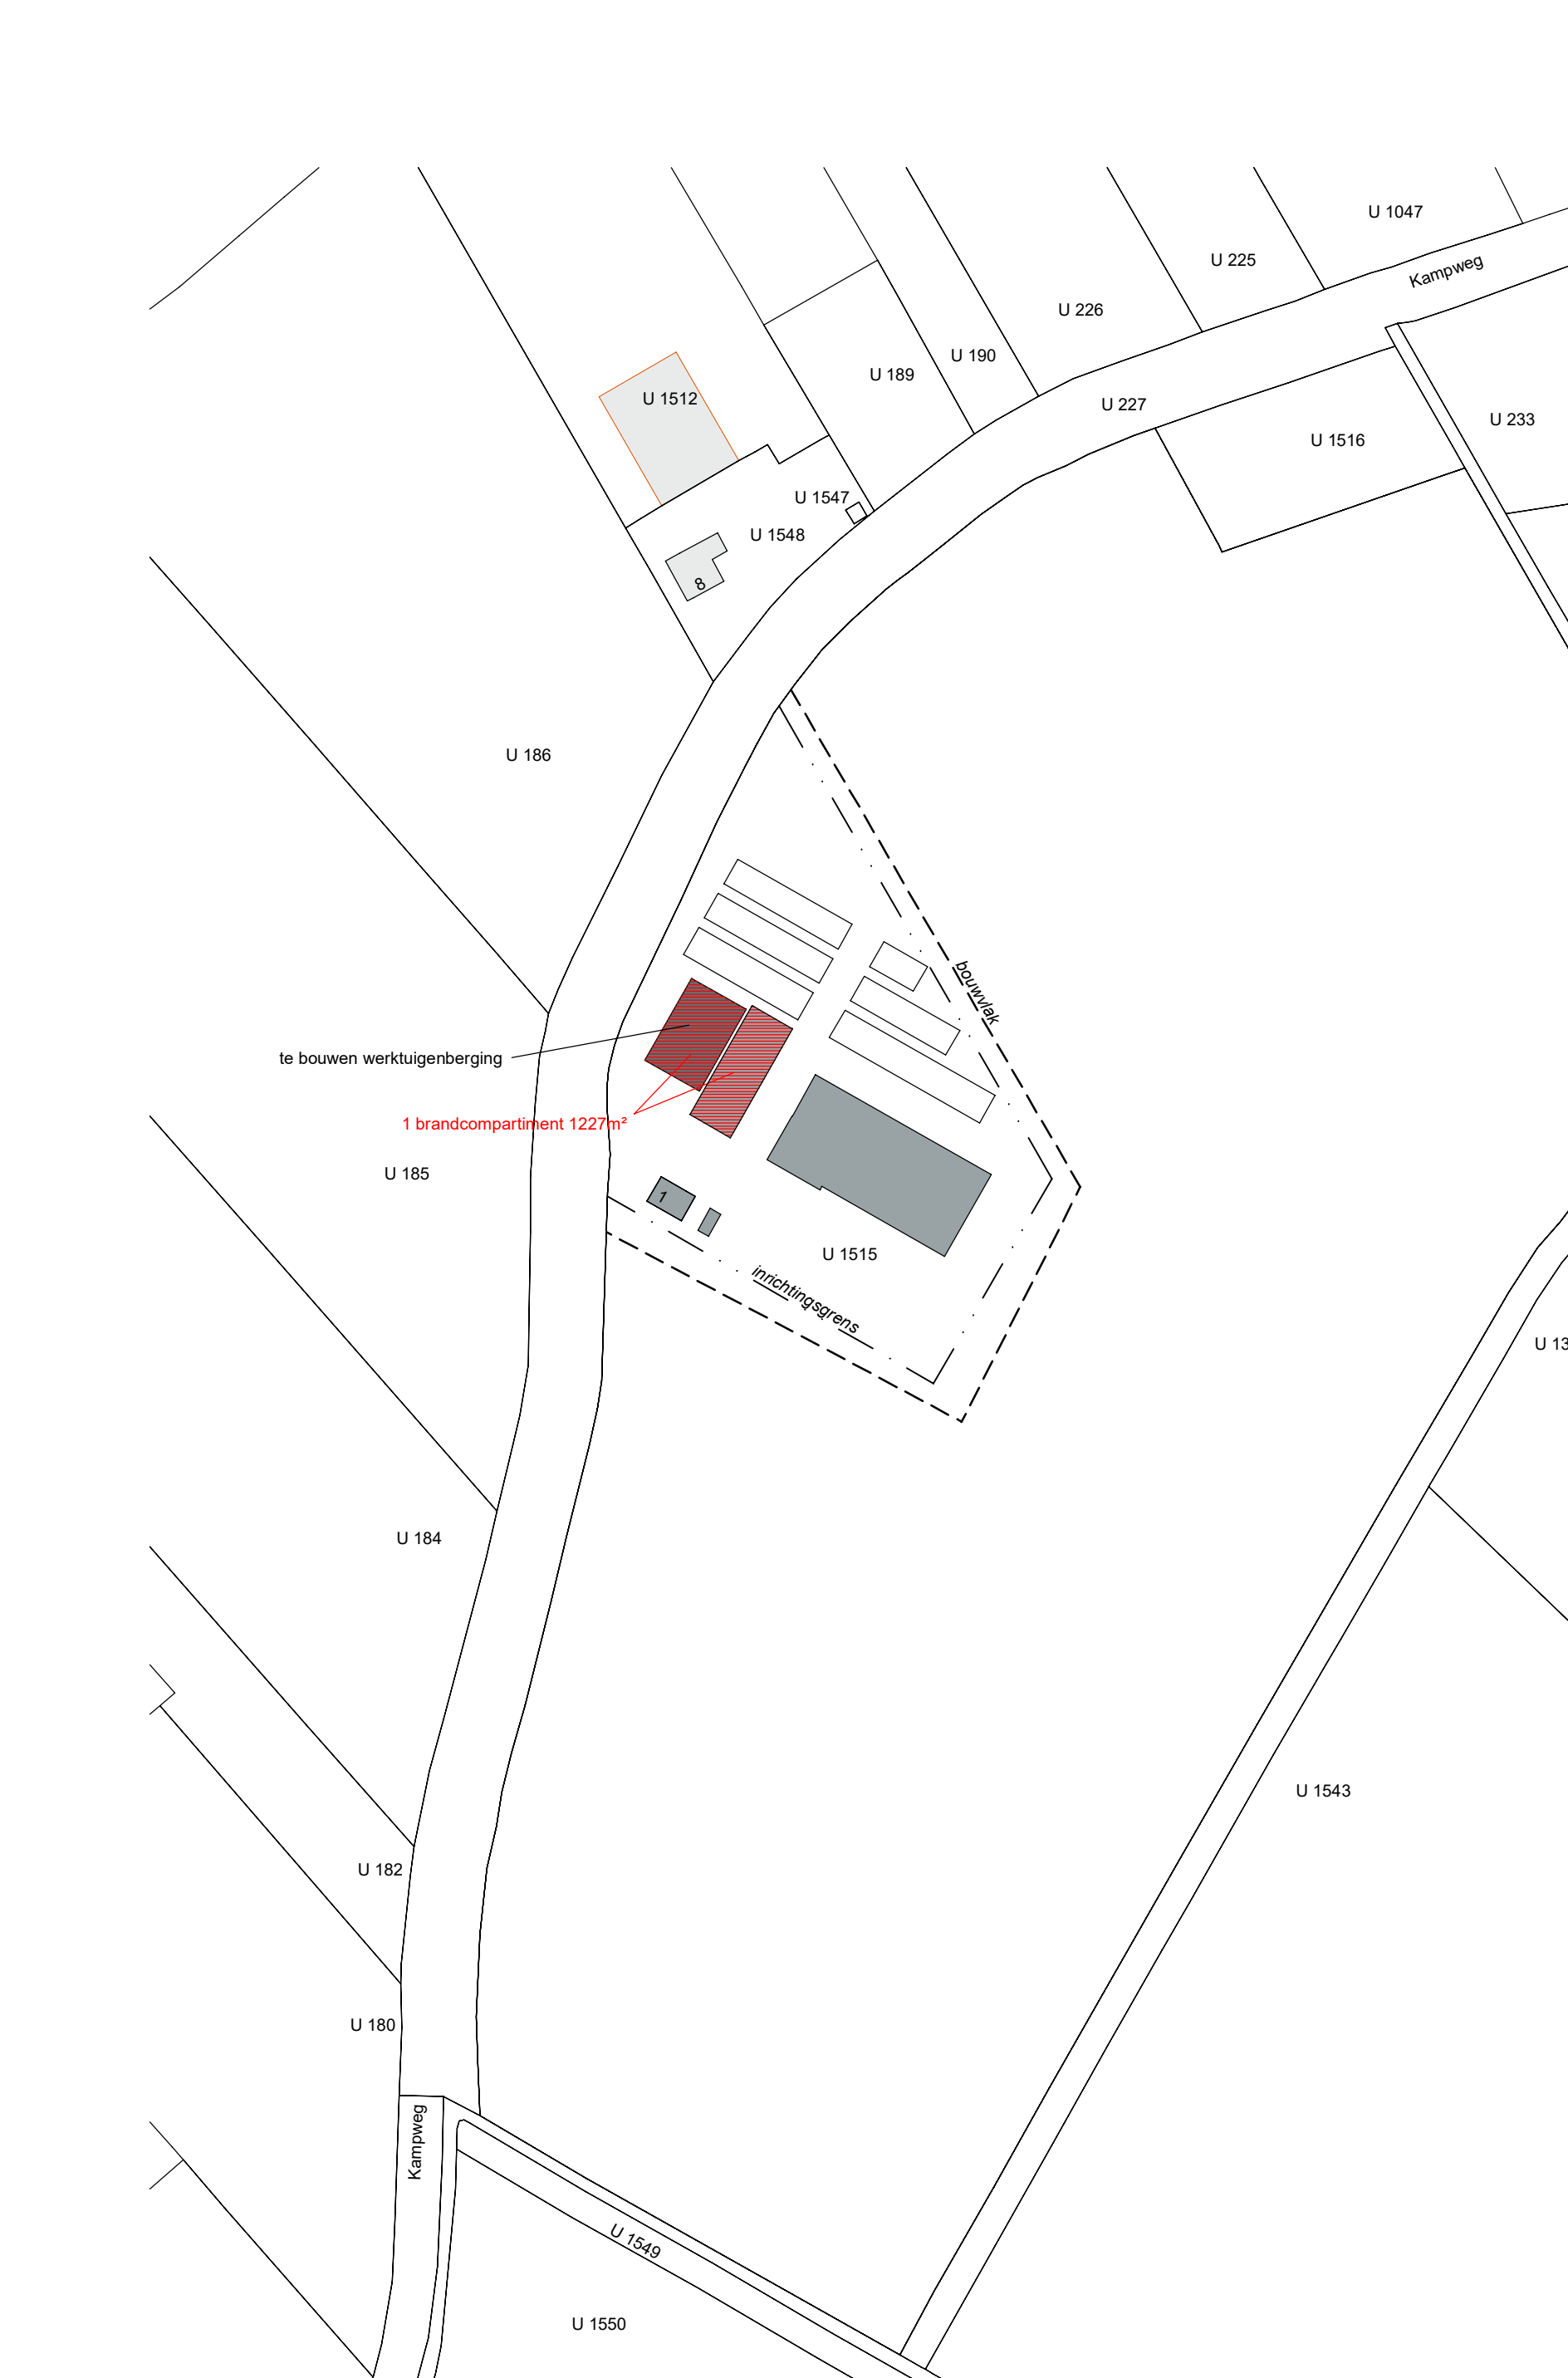 U 1047
U 225
Kampweg
U 226
U 190
U 189
U 1512
U 227
U 233
U 1516
U 1547
U 1548
8
U 186
bouwvlak
te bouwen werktuigenberging
1 brandcompartiment 1227m²
U 185
1
U 1515
inrichtingsgrens
U 13
U 184
U 1543
U 182
U 180
Kampweg
U 1549
U 1550